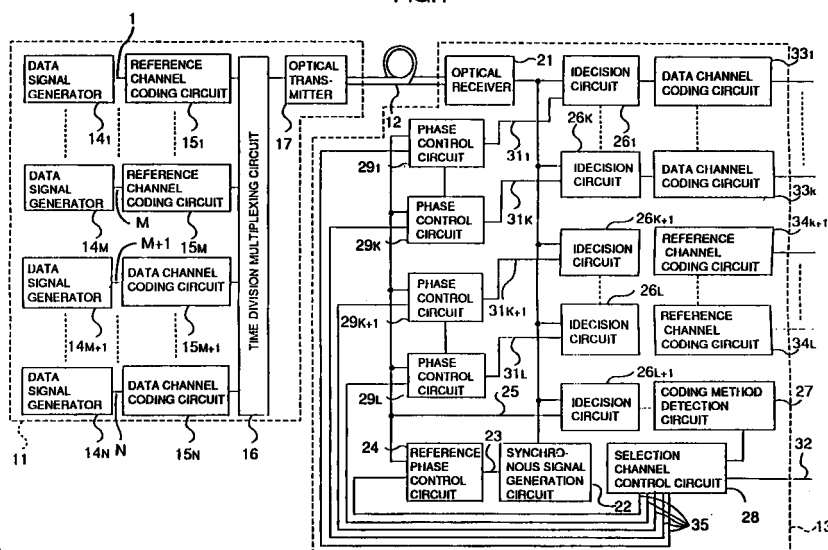 1
DATA
SIGNAL
GENERATOR
REFERENCE
CHANNEL
CODING CIRCUIT
14₁
15₁
DATA
SIGNAL
GENERATOR
REFERENCE
CHANNEL
CODING CIRCUIT
14M
M
15M
M+1
DATA
SIGNAL
GENERATOR
DATA CHANNEL
CODING CIRCUIT
14M+1
15M+1
DATA
SIGNAL
GENERATOR
DATA CHANNEL
CODING CIRCUIT
11
14N
N
15N
TIME DIVISION MULTIPLEXING CIRCUIT
16
OPTICAL
TRANS-
MITTER
17
12
OPTICAL
RECEIVER
21
IDECISION
CIRCUIT
26₁
DATA CHANNEL
CODING CIRCUIT
33₁
PHASE
CONTROL
CIRCUIT
29₁
31₁
26K
IDECISION
CIRCUIT
DATA CHANNEL
CODING CIRCUIT
33k
PHASE
CONTROL
CIRCUIT
29K
31K
26K+1
IDECISION
CIRCUIT
REFERENCE
CHANNEL
CODING CIRCUIT
34k+1
PHASE
CONTROL
CIRCUIT
29K+1
31K+1
26L
IDECISION
CIRCUIT
REFERENCE
CHANNEL
CODING CIRCUIT
34L
PHASE
CONTROL
CIRCUIT
29L
31L
25
26L+1
IDECISION
CIRCUIT
CODING METHOD
DETECTION
CIRCUIT
27
24
REFERENCE
PHASE
CONTROL
CIRCUIT
23
SYNCHRO-
NOUS SIGNAL
GENERATION
CIRCUIT
22
SELECTION
CHANNEL
CONTROL CIRCUIT
32
28
35
13